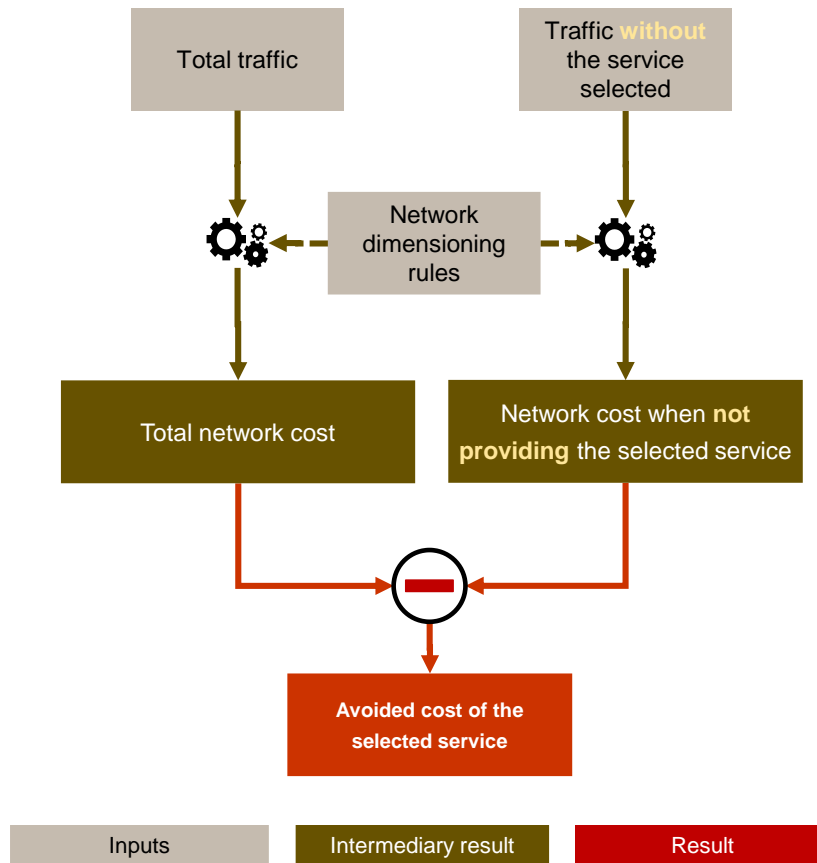 Total traffic
Traffic without
the service
selected
Network
dimensioning
rules
Total network cost
Network cost when not
providing the selected service
Avoided cost of the
selected service
Inputs
Intermediary result
Result